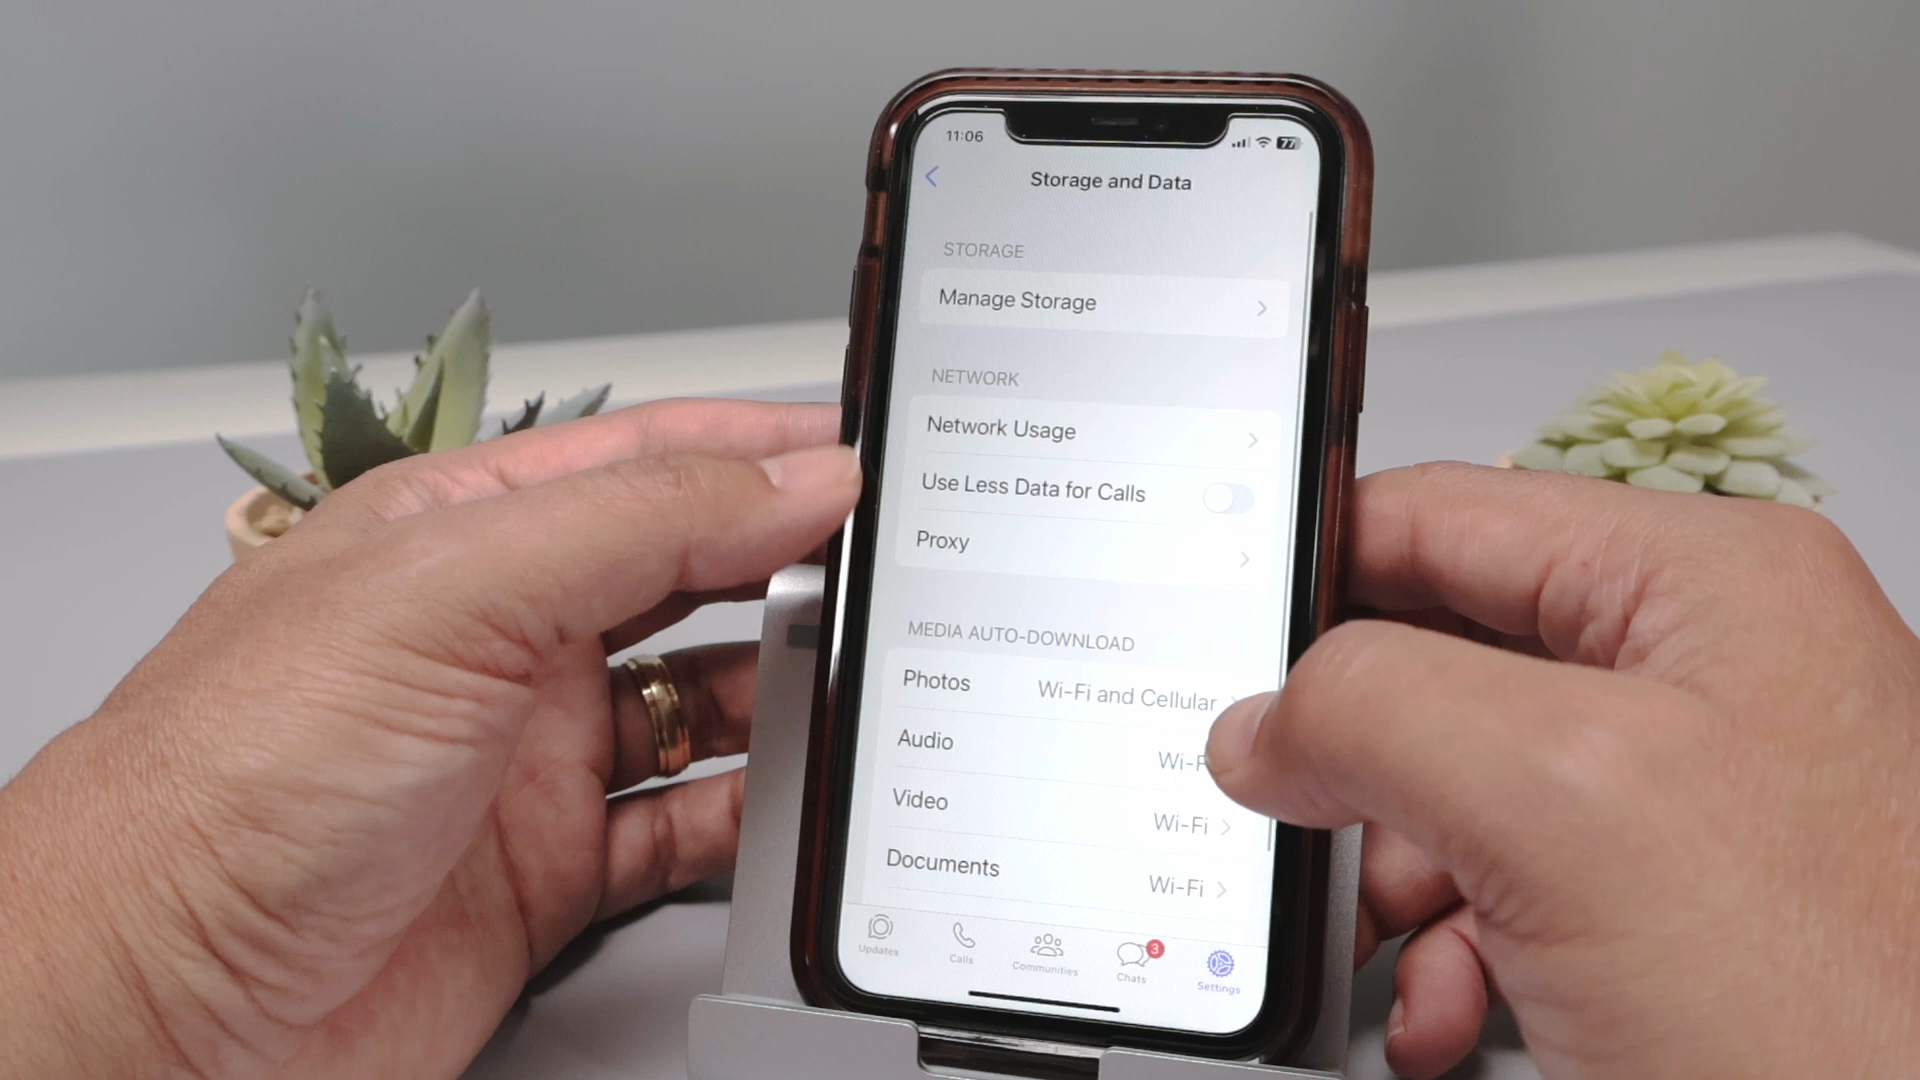 11:06
77
Storage and Data
STORAGE
Manage Storage
NETWORK
Network Usage
Use Less Data for Calls
Proxy
MEDIA AUTO-DOWNLOAD
Photos Wi-Fi and Cellular
Audio Wi-F
Video Wi-Fi
Documents Wi-Fi
Updates Calls Communities Chats 3 Settings